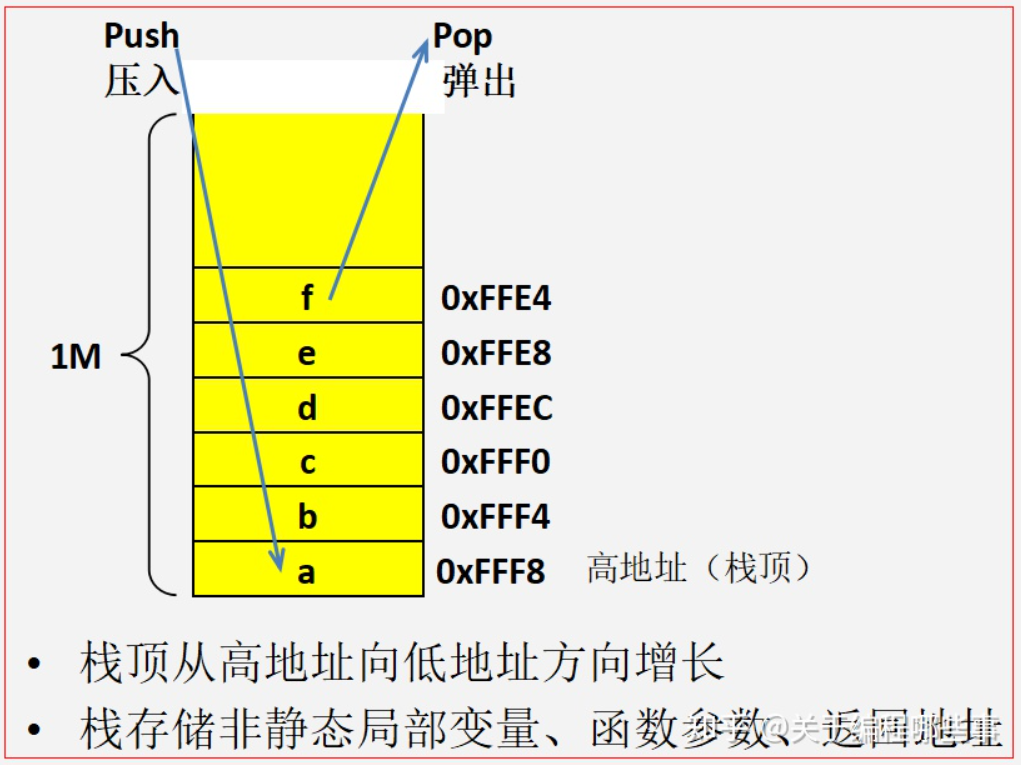 Push
压入
Pop
弹出
1M
f 0xFFE4
e 0xFFE8
d 0xFFEC
c 0xFFF0
b 0xFFF4
a 0xFFF8 高地址（栈顶）
• 栈顶从高地址向低地址方向增长
• 栈存储非静态局部变量、函数参数、返回地址
知乎 @关于编程哪些事